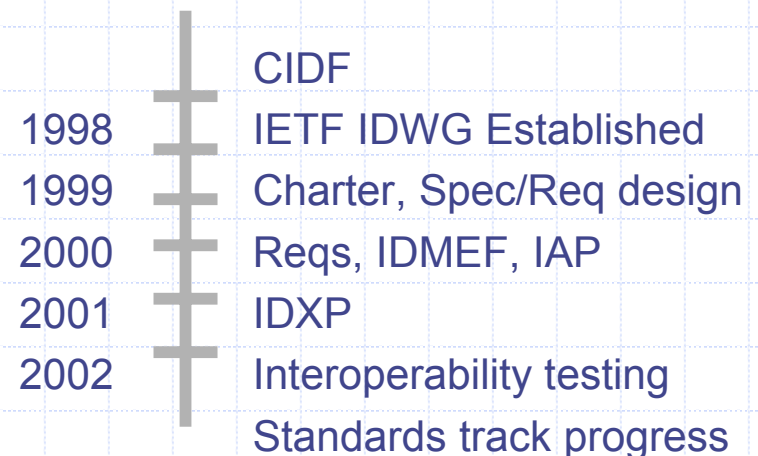 CIDF
1998 IETF IDWG Established
1999 Charter, Spec/Req design
2000 Reqs, IDMEF, IAP
2001 IDXP
2002 Interoperability testing
Standards track progress